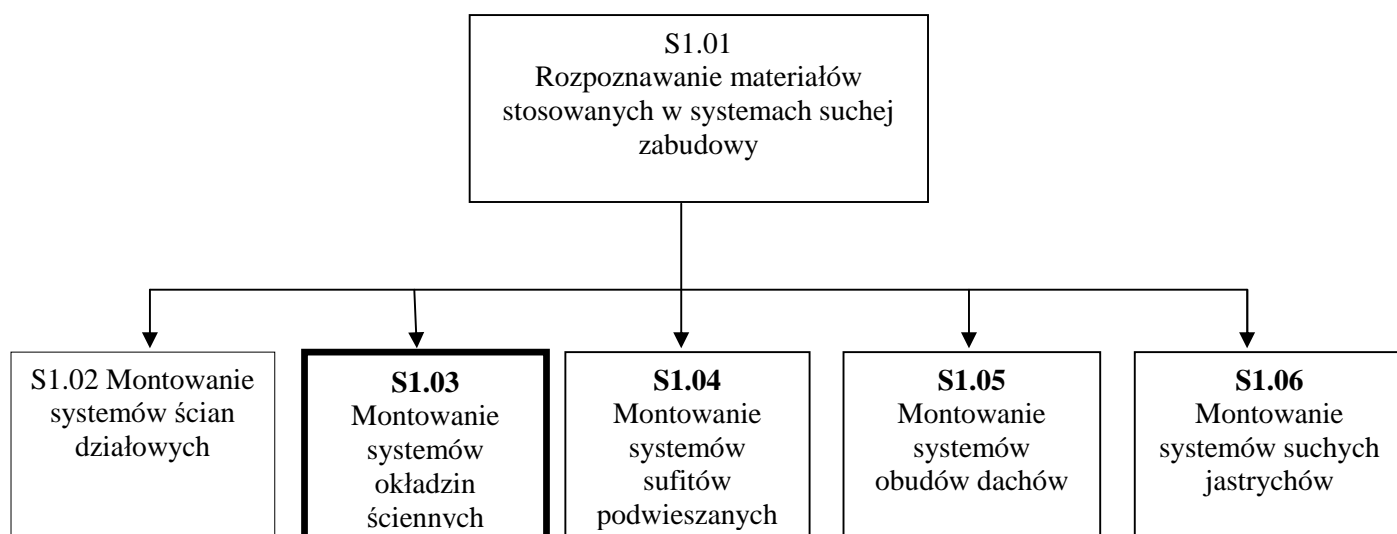 S1.01
Rozpoznawanie materiałów
stosowanych w systemach suchej
zabudowy
S1.02 Montowanie
systemów ścian
działowych
S1.03
Montowanie
systemów
okładzin
ściennych
S1.04
Montowanie
systemów
sufitów
podwieszanych
S1.05
Montowanie
systemów
obudów dachów
S1.06
Montowanie
systemów suchych
jastrychów